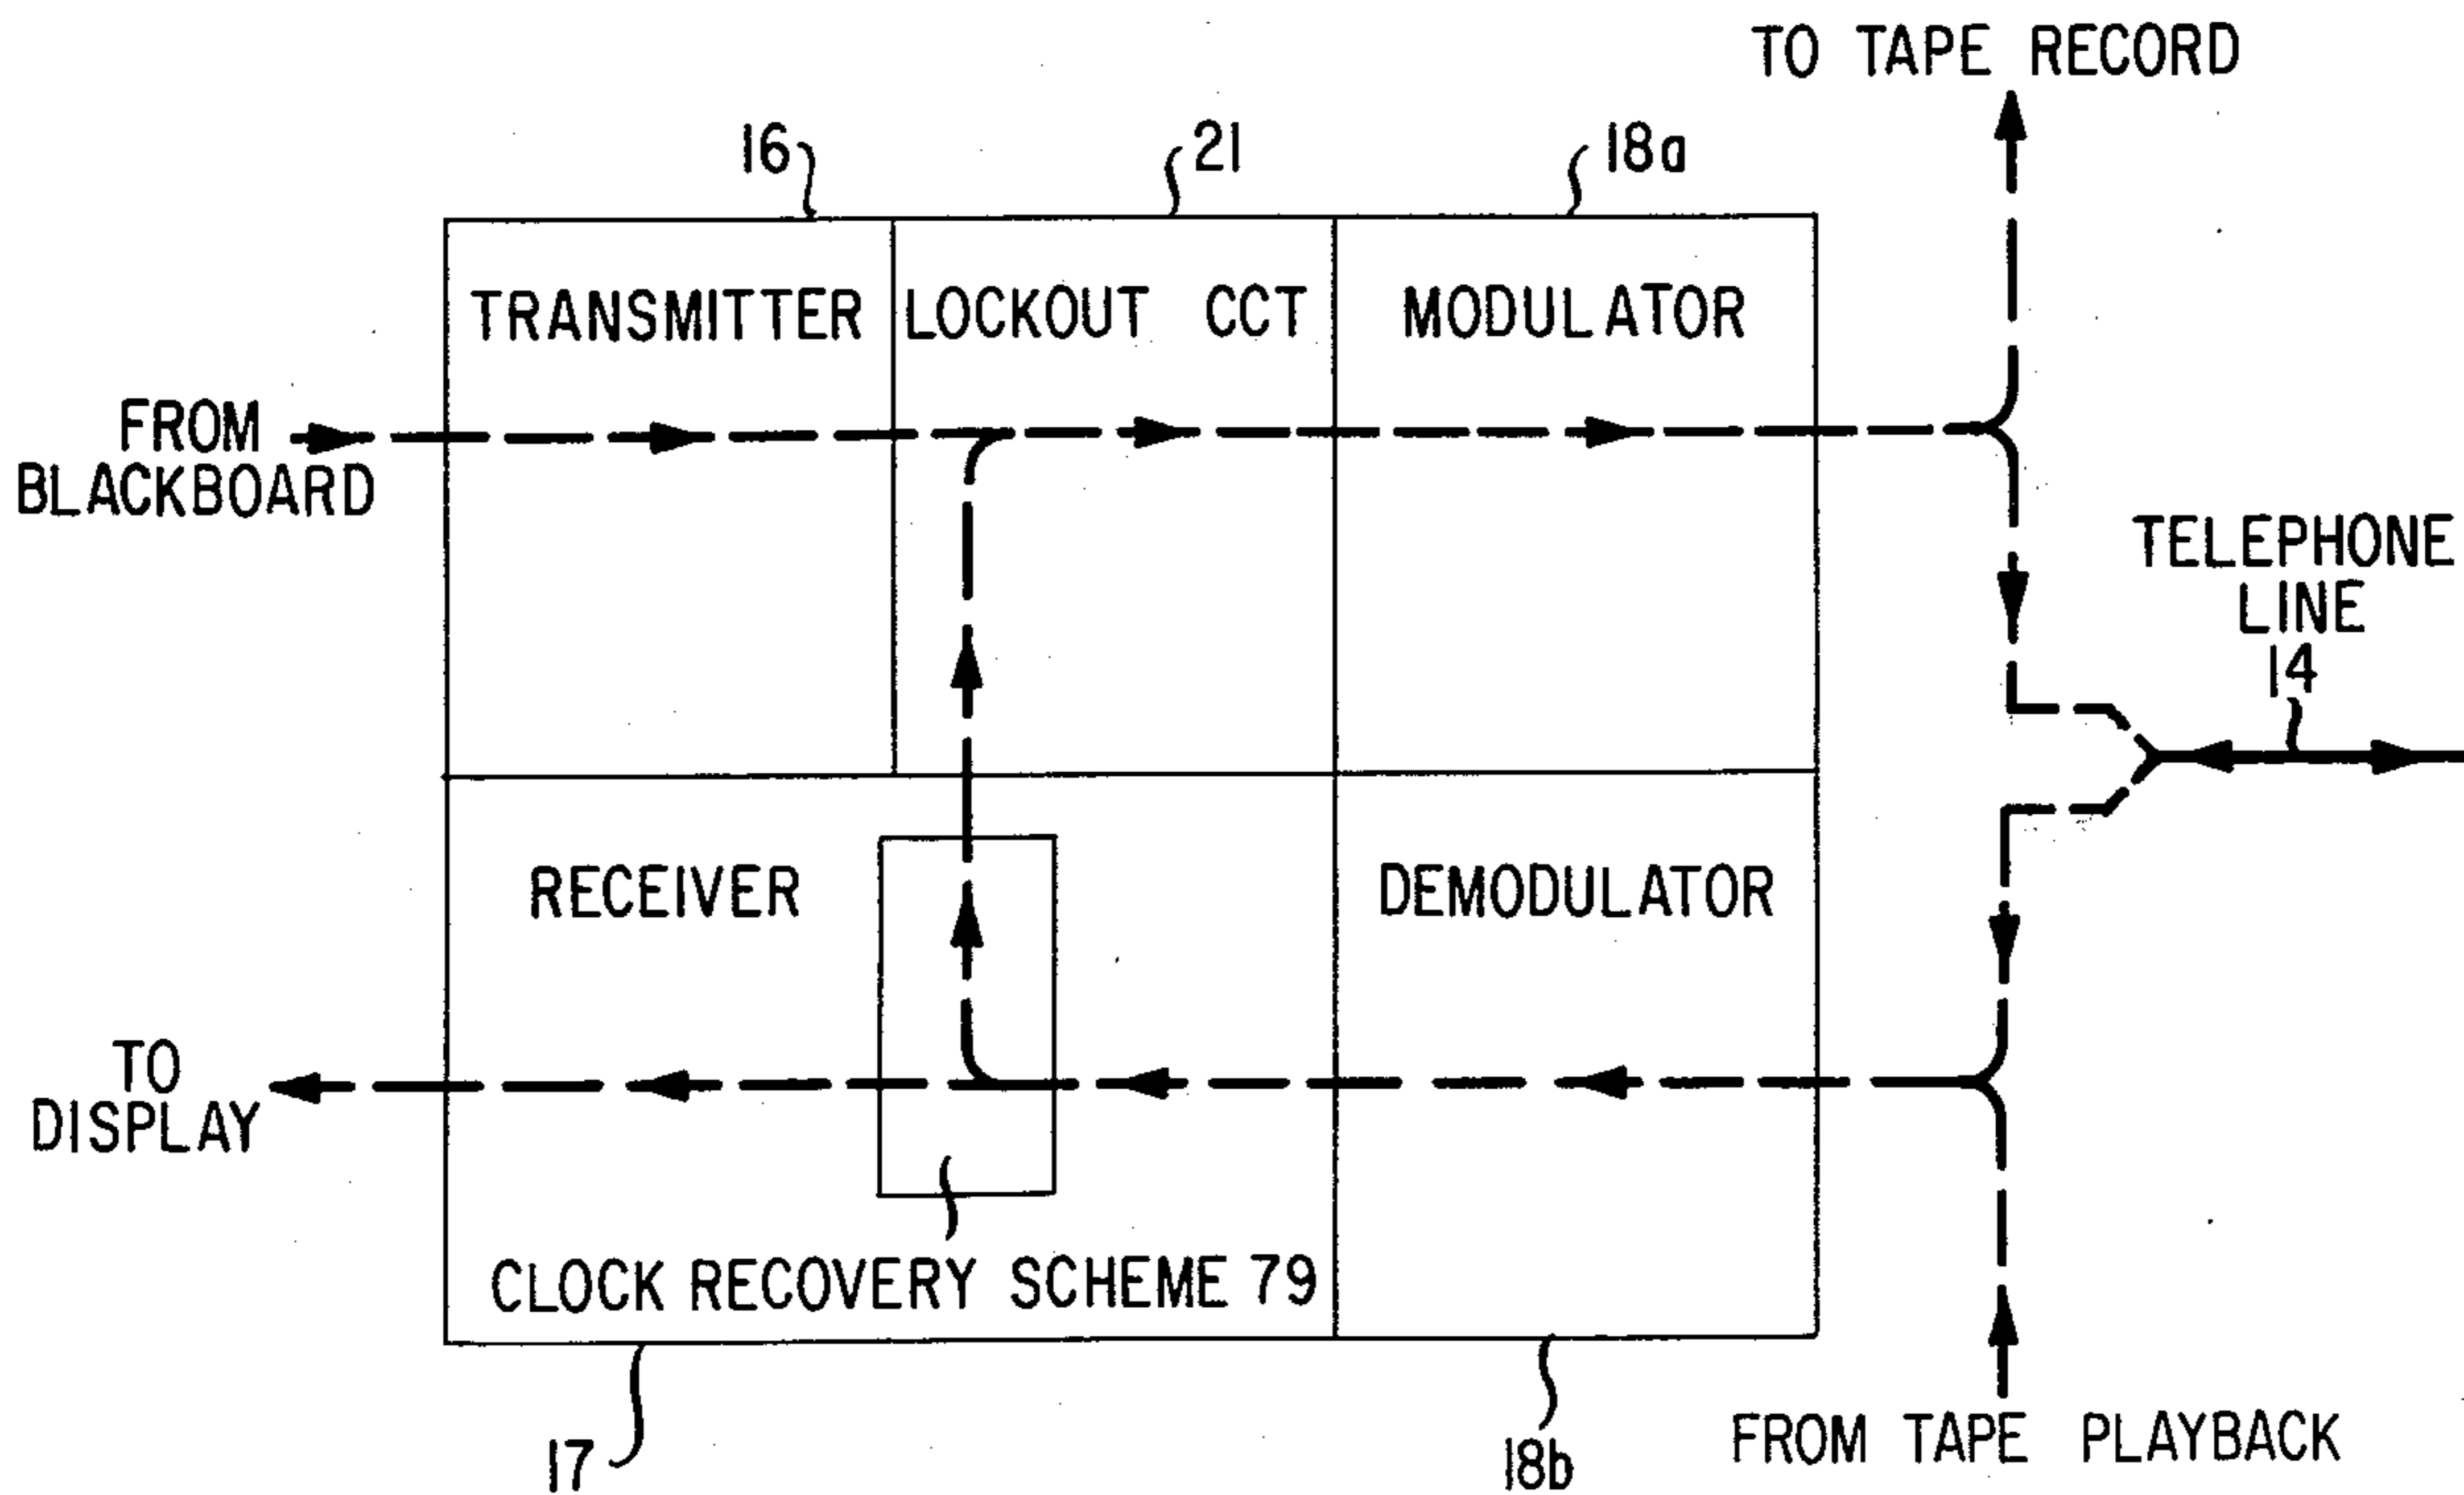 TO TAPE RECORD
16
21
18a
TRANSMITTER
LOCKOUT CCT
MODULATOR
FROM
BLACKBOARD
TELEPHONE
LINE
14
RECEIVER
DEMODULATOR
TO
DISPLAY
CLOCK RECOVERY SCHEME 79
17
18b
FROM TAPE PLAYBACK